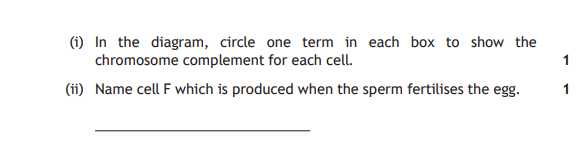 (i) In the diagram, circle one term in each box to show the
chromosome complement for each cell. 1
(ii) Name cell F which is produced when the sperm fertilises the egg. 1